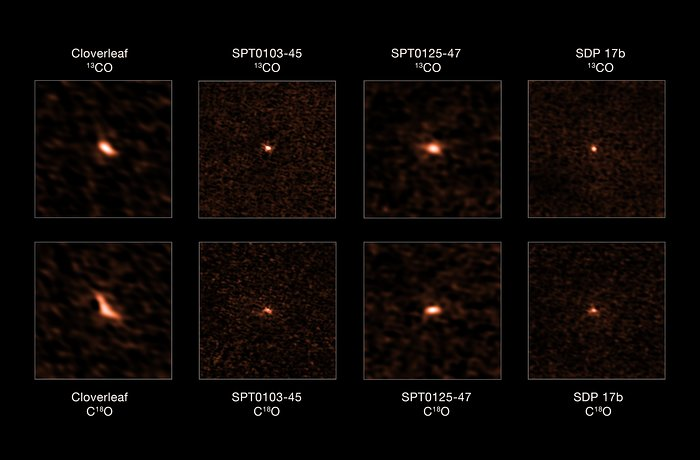 Cloverleaf
¹³CO
SPT0103-45
¹³CO
SPT0125-47
¹³CO
SDP 17b
¹³CO
Cloverleaf
C¹⁸O
SPT0103-45
C¹⁸O
SPT0125-47
C¹⁸O
SDP 17b
C¹⁸O